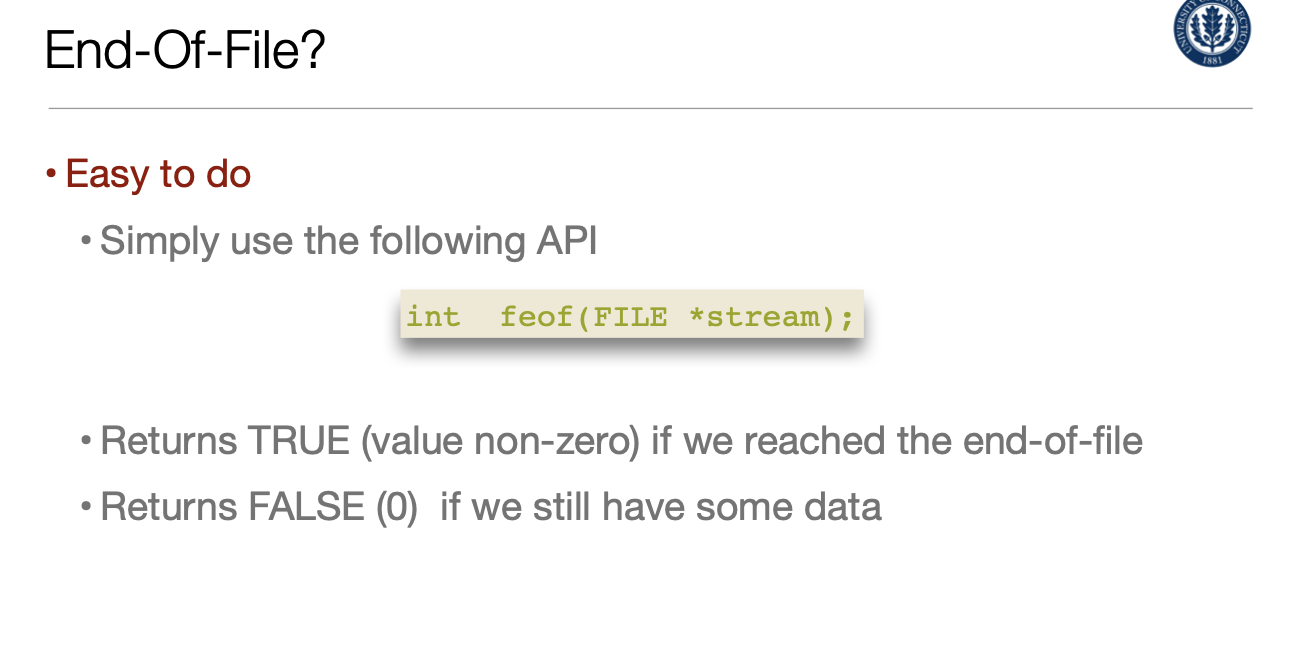 End-Of-File?
UNIVERSITY OF CONNECTICUT
1881
• Easy to do
• Simply use the following API
int  feof(FILE *stream);
• Returns TRUE (value non-zero) if we reached the end-of-file
• Returns FALSE (0)  if we still have some data